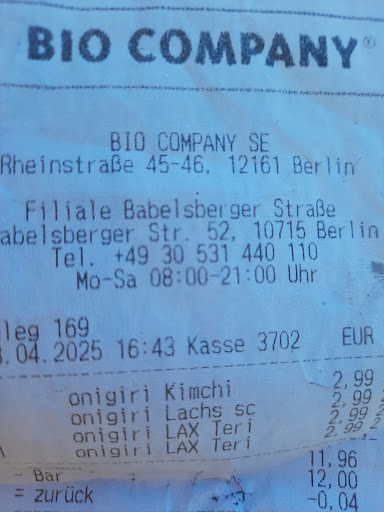 BIO COMPANY®
BIO COMPANY SE
Rheinstraße 45-46, 12161 Berlin
Filiale Babelsberger Straße
abelsberger Str. 52, 10715 Berlin
Tel. +49 30 531 440 110
Mo-Sa 08:00-21:00 Uhr
leg 169
.04.2025 16:43 Kasse 3702 EUR
onigiri Kimchi 2,99
onigiri Lachs sc 2,99 2
onigiri LAX Teri 2,99 2
onigiri LAX Teri 2,99 2
11,96
- Bar 12,00
= zurück -0,04